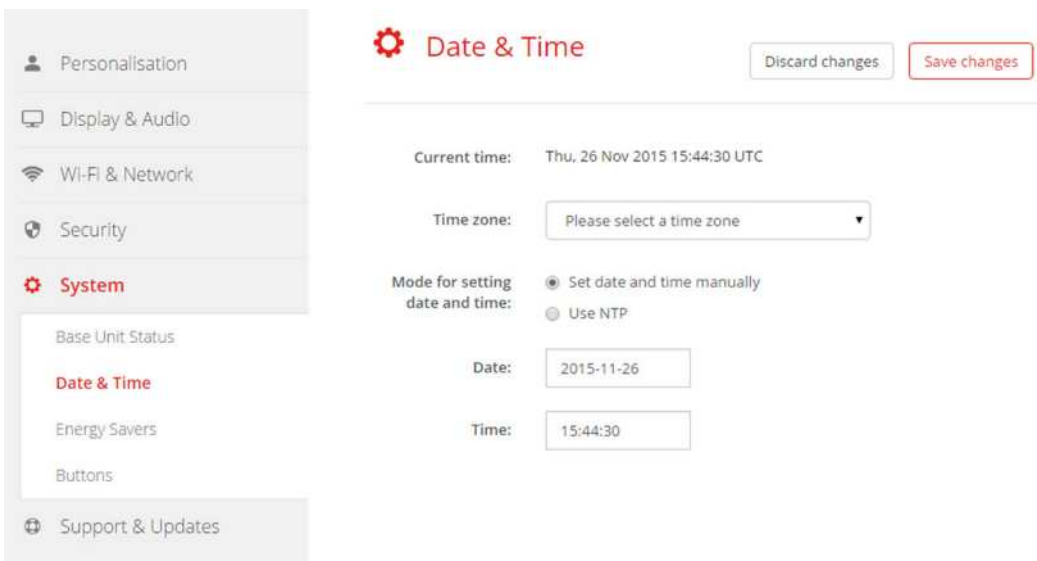 Personalisation
Display & Audio
Wi-Fi & Network
Security
System
Base Unit Status
Date & Time
Energy Savers
Buttons
Support & Updates
Date & Time
Discard changes
Save changes
Current time: Thu, 26 Nov 2015 15:44:30 UTC
Time zone: Please select a time zone
Mode for setting
date and time:
Set date and time manually
Use NTP
Date: 2015-11-26
Time: 15:44:30